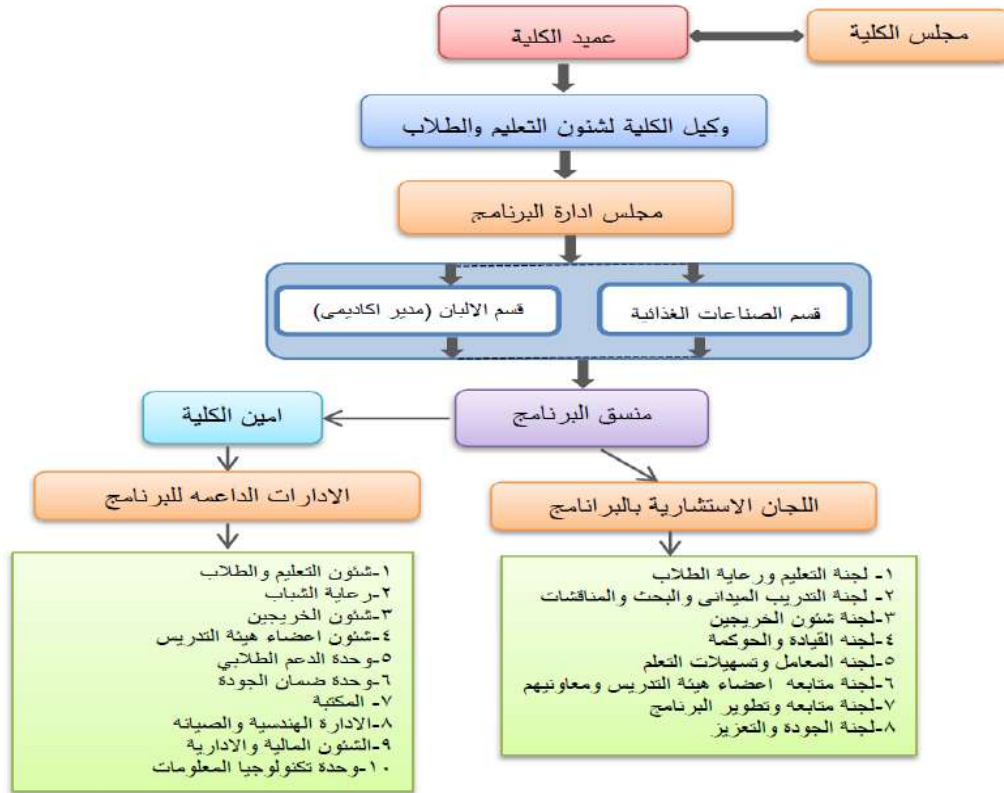 مجلس الكلية
عميد الكلية
وكيل الكلية لشئون التعليم والطلاب
مجلس ادارة البرنامج
قسم الصناعات الغذائية
قسم الالبان (مدير اكاديمى)
منسق البرنامج
امين الكلية
اللجان الاستشارية بالبرانامج
١- لجنة التعليم ورعاية الطلاب
٢- لجنة التدريب الميدانى والبحث والمناقشات
٣-لجنة شئون الخريجين
٤-لجنه القيادة والحوكمة
٥-لجنه المعامل وتسهيلات التعلم
٦-لجنة متابعه اعضاء هيئة التدريس ومعاونيهم
٧-لجنة متابعه وتطوير البرنامج
٨-لجنة الجودة والتعزيز
الادارات الداعمه للبرنامج
١-شئون التعليم والطلاب
٢-رعاية الشباب
٣-شئون الخريجين
٤-شئون اعضاء هيئة التدريس
٥-وحدة الدعم الطلابي
٦-وحدة ضمان الجودة
٧- المكتبة
٨-الادارة الهندسية والصيانه
٩-الشئون المالية والادارية
١٠-وحدة تكنولوجيا المعلومات